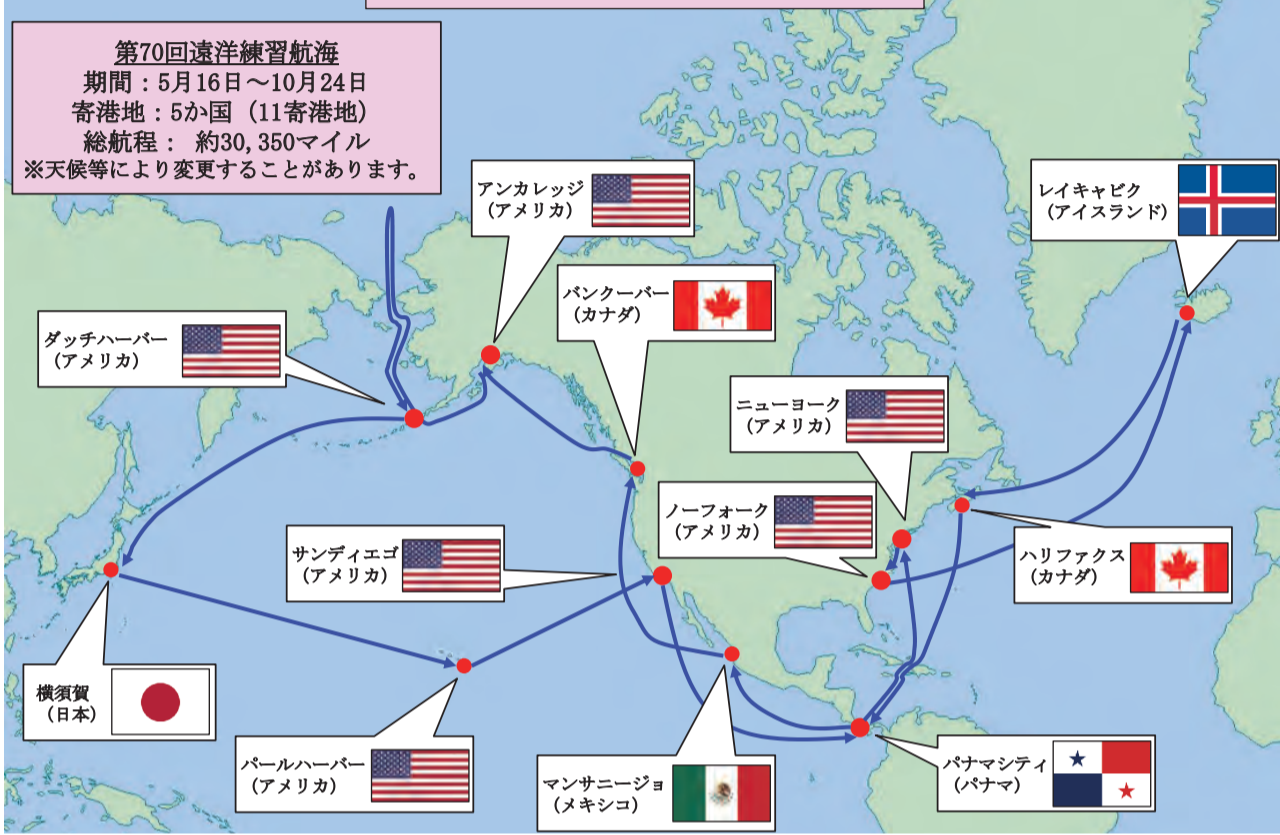 第70回遠洋練習航海
期間：5月16日～10月24日
寄港地：5か国（11寄港地）
総航程： 約30,350マイル
※天候等により変更することがあります。
アンカレッジ
（アメリカ）
レイキャビク
（アイスランド）
バンクーバー
（カナダ）
ダッチハーバー
（アメリカ）
ニューヨーク
（アメリカ）
ノーフォーク
（アメリカ）
サンディエゴ
（アメリカ）
ハリファクス
（カナダ）
横須賀
（日本）
パールハーバー
（アメリカ）
マンサニージョ
（メキシコ）
パナマシティ
（パナマ）